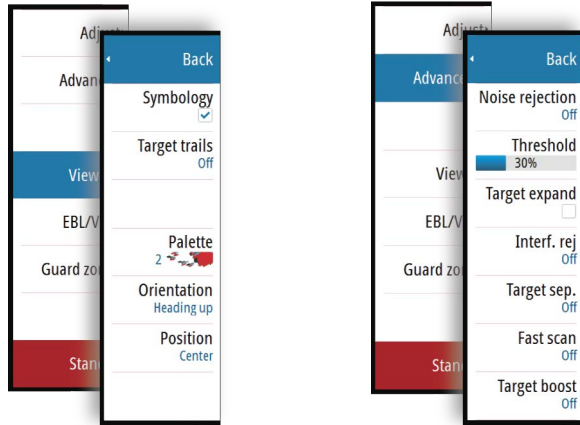 Adjust
Advan
View
EBL/V
Guard zo
Stan
Back
Symbology
Target trails
Off
Palette
2
Orientation
Heading up
Position
Center
Adjust
Advance
View
EBL/V
Guard zo
Stan
Back
Noise rejection
Off
Threshold
30%
Target expand
Interf. rej
Off
Target sep.
Off
Fast scan
Off
Target boost
Off